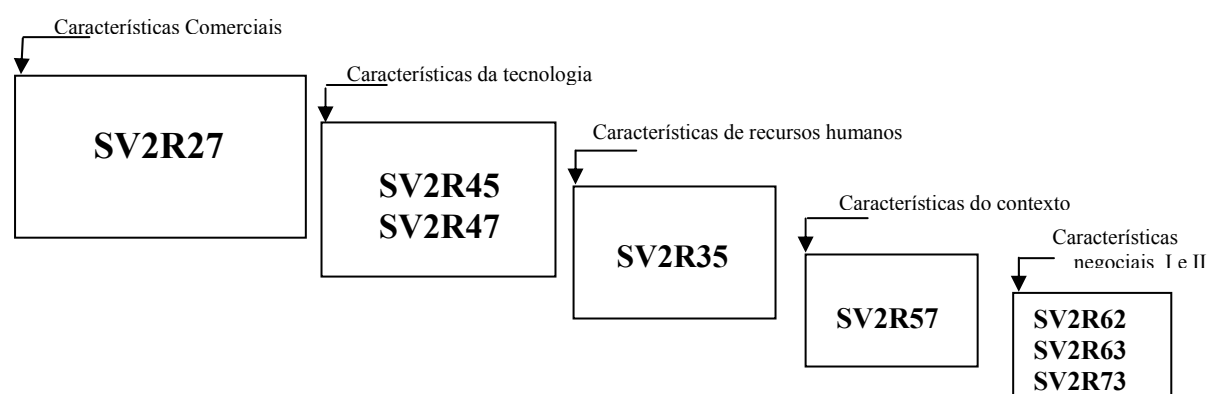 Características Comerciais
SV2R27
Características da tecnologia
SV2R45
SV2R47
Características de recursos humanos
SV2R35
Características do contexto
SV2R57
Características
negociais I e II
SV2R62
SV2R63
SV2R73